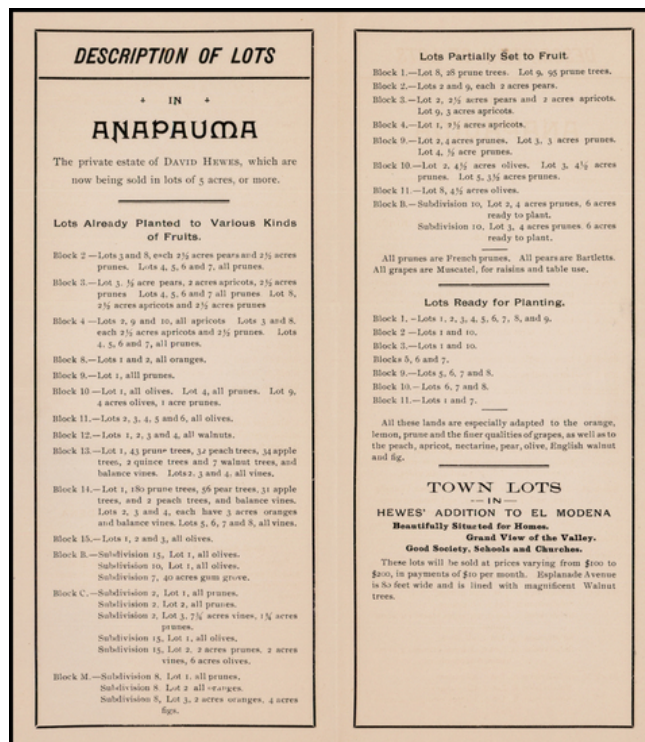 DESCRIPTION OF LOTS
IN
ANAPAUMA
The private estate of DAVID HEWES, which are
now being sold in lots of 5 acres, or more.
Lots Already Planted to Various Kinds
of Fruits.
Block 2—Lots 3 and 8, each 2½ acres pears and 2½ acres
prunes. Lots 4, 5, 6 and 7, all prunes.
Block 3.—Lot 3, ½ acre pears, 2 acres apricots, 2½ acres
prunes Lots 4, 5, 6 and 7 all prunes Lot 8,
2½ acres apricots and 2½ acres prunes
Block 4—Lots 2, 9 and 10, all apricots Lots 3 and 8,
each 2½ acres apricots and 2½ prunes. Lots
4, 5, 6 and 7, all prunes.
Block 8.—Lots 1 and 2, all oranges.
Block 9.—Lot 1, alll prunes.
Block 10—Lot 1, all olives. Lot 4, all prunes. Lot 9,
4 acres olives, 1 acre prunes.
Block 11.—Lots 2, 3, 4, 5 and 6, all olives.
Block 12.—Lots 1, 2, 3 and 4, all walnuts.
Block 13.—Lot 1, 43 prune trees, 32 peach trees, 34 apple
trees, 2 quince trees and 7 walnut trees, and
balance vines. Lots 2, 3 and 4, all vines.
Block 14.—Lot 1, 180 prune trees, 56 pear trees, 31 apple
trees, and 2 peach trees, and balance vines.
Lots 2, 3 and 4, each have 3 acres oranges
and balance vines. Lots 5, 6, 7 and 8, all vines.
Block 15.—Lots 1, 2 and 3, all olives.
Block B.—Subdivision 15, Lot 1, all olives.
Subdivision 10, Lot 1, all olives.
Subdivision 7, 40 acres gum grove.
Block C.—Subdivision 2, Lot 1, all prunes.
Subdivision 2, Lot 2, all prunes.
Subdivision 2, Lot 3, 7¾ acres vines, 1¾ acres
prunes.
Subdivision 15, Lot 1, all olives.
Subdivision 15, Lot 2, 2 acres prunes, 2 acres
vines, 6 acres olives.
Block M.—Subdivision 8, Lot 1, all prunes,
Subdivision 8. Lot 2 all oranges.
Subdivision 8, Lot 3, 2 acres oranges, 4 acres
figs.
Lots Partially Set to Fruit.
Block 1.—Lot 8, 28 prune trees. Lot 9, 95 prune trees.
Block 2.—Lots 2 and 9, each 2 acres pears.
Block 3.—Lot 2, 2½ acres pears and 2 acres apricots.
Lot 9, 3 acres apricots.
Block 4.—Lot 1, 2½ acres apricots.
Block 9.—Lot 2, 4 acres prunes. Lot 3, 3 acres prunes.
Lot 4, ½ acre prunes.
Block 10.—Lot 2, 4½ acres olives. Lot 3, 4½ acres
prunes. Lot 5, 3½ acres prunes.
Block 11.—Lot 8, 4½ acres olives.
Block B.—Subdivision 10, Lot 2, 4 acres prunes, 6 acres
ready to plant.
Subdivision 10, Lot 3, 4 acres prunes 6 acres
ready to plant.
All prunes are French prunes. All pears are Bartletts.
All grapes are Muscatel, for raisins and table use.
Lots Ready for Planting.
Block 1.—Lots 1, 2, 3, 4, 5, 6, 7, 8, and 9.
Block 2—Lots 1 and 10.
Block 3.—Lots 1 and 10.
Blocks 5, 6 and 7.
Block 9.—Lots 5, 6, 7 and 8.
Block 10.—Lots 6, 7 and 8.
Block 11.—Lots 1 and 7.
All these lands are especially adapted to the orange,
lemon, prune and the finer qualities of grapes, as well as to
the peach, apricot, nectarine, pear, olive, English walnut
and fig.
TOWN LOTS
—IN—
HEWES' ADDITION TO EL MODENA
Beautifully Siturted for Homes.
Grand View of the Valley.
Good Society, Schools and Churches.
These lots will be sold at prices varying from $100 to
$200, in payments of $10 per month. Esplanade Avenue
is 80 feet wide and is lined with magnificent Walnut
trees.